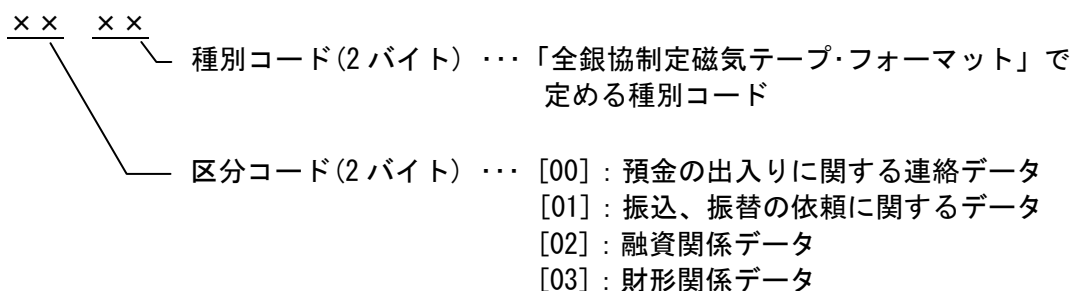 ×× ××
種別コード(2バイト) ･･･「全銀協制定磁気テープ･フォーマット」で
定める種別コード
区分コード(2バイト) ･･･ [00]：預金の出入りに関する連絡データ
[01]：振込、振替の依頼に関するデータ
[02]：融資関係データ
[03]：財形関係データ